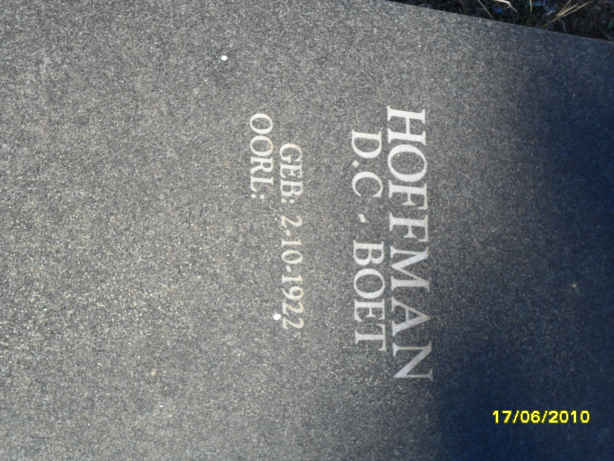 HOFFMAN
D.C - BOET
GEB: 2-10-1922
OORL:
17/06/2010